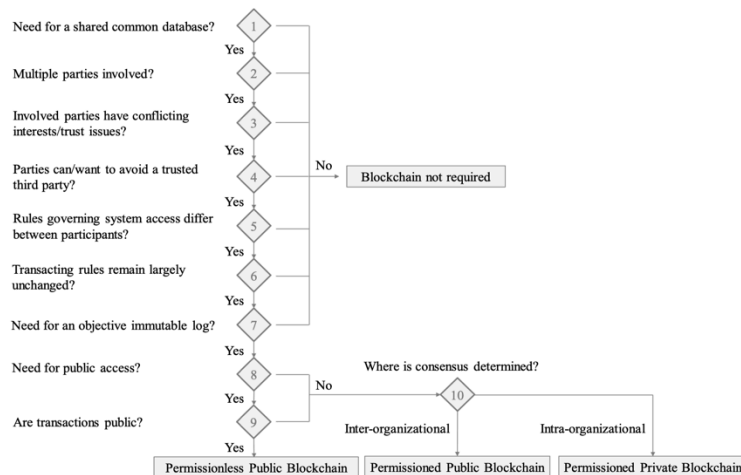 Need for a shared common database?
1
Yes
Multiple parties involved?
2
Yes
Involved parties have conflicting
interests/trust issues?
3
Yes
Parties can/want to avoid a trusted
third party?
4
No
Blockchain not required
Yes
Rules governing system access differ
between participants?
5
Yes
Transacting rules remain largely
unchanged?
6
Yes
Need for an objective immutable log?
7
Yes
Need for public access?
8
Where is consensus determined?
No
Yes
10
Are transactions public?
9
Inter-organizational
Intra-organizational
Yes
Permissionless Public Blockchain
Permissioned Public Blockchain
Permissioned Private Blockchain